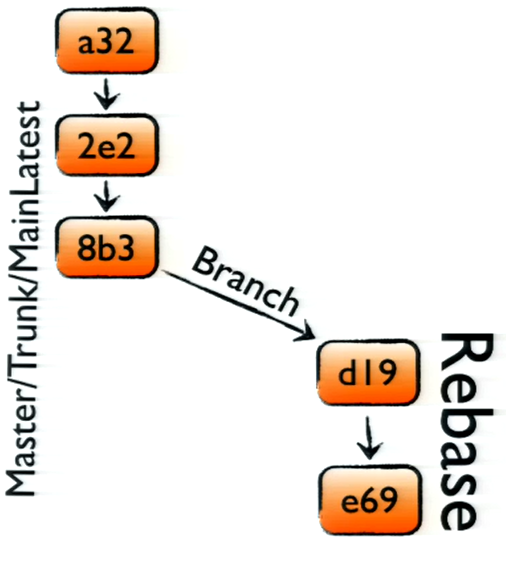 a32
2e2
8b3
Master/Trunk/MainLatest
Branch
d19
e69
Rebase